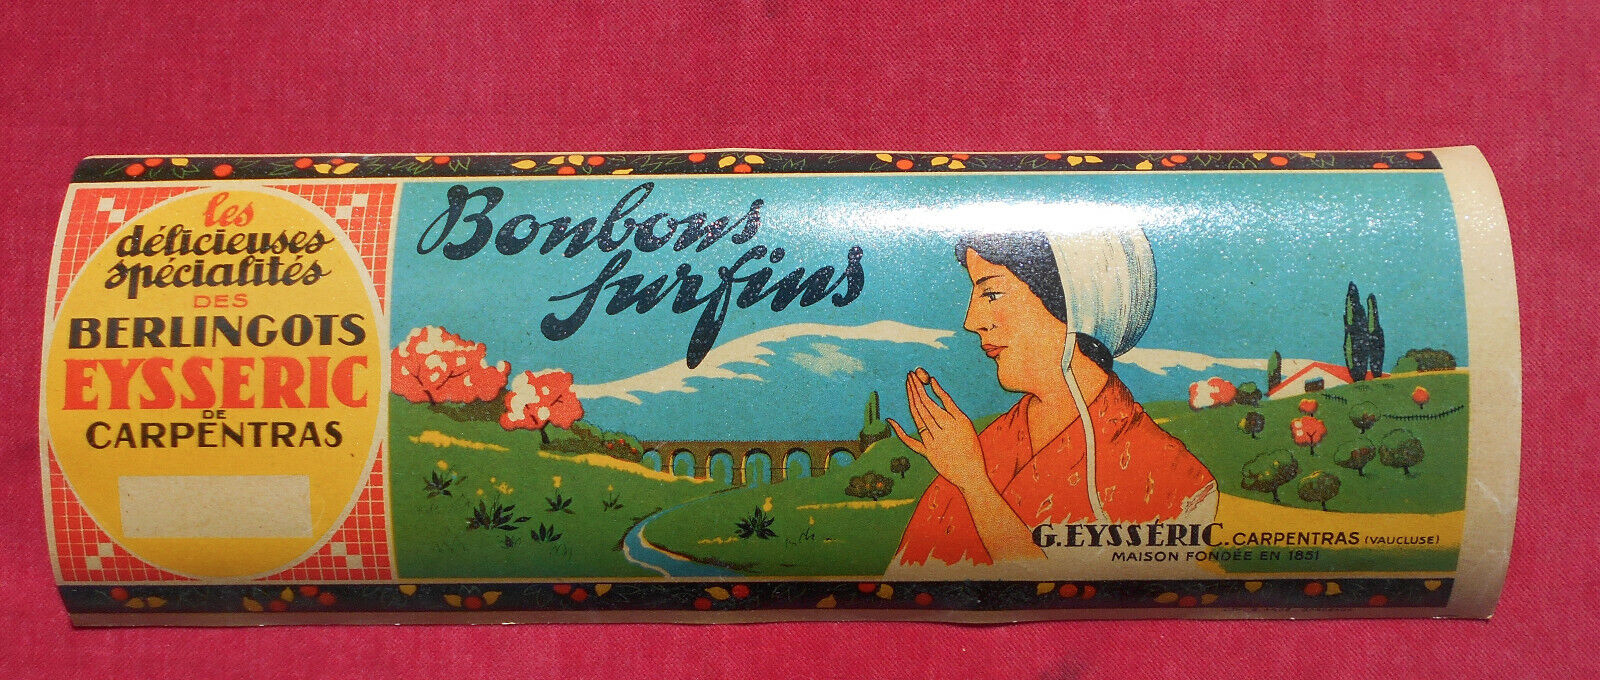 les
délicieuses
spécialités
DES
BERLINGOTS
EYSSERIC
DE
CARPENTRAS
Bonbons
surfins
G. EYSSÉRIC. CARPENTRAS (VAUCLUSE)
MAISON FONDÉE EN 1851